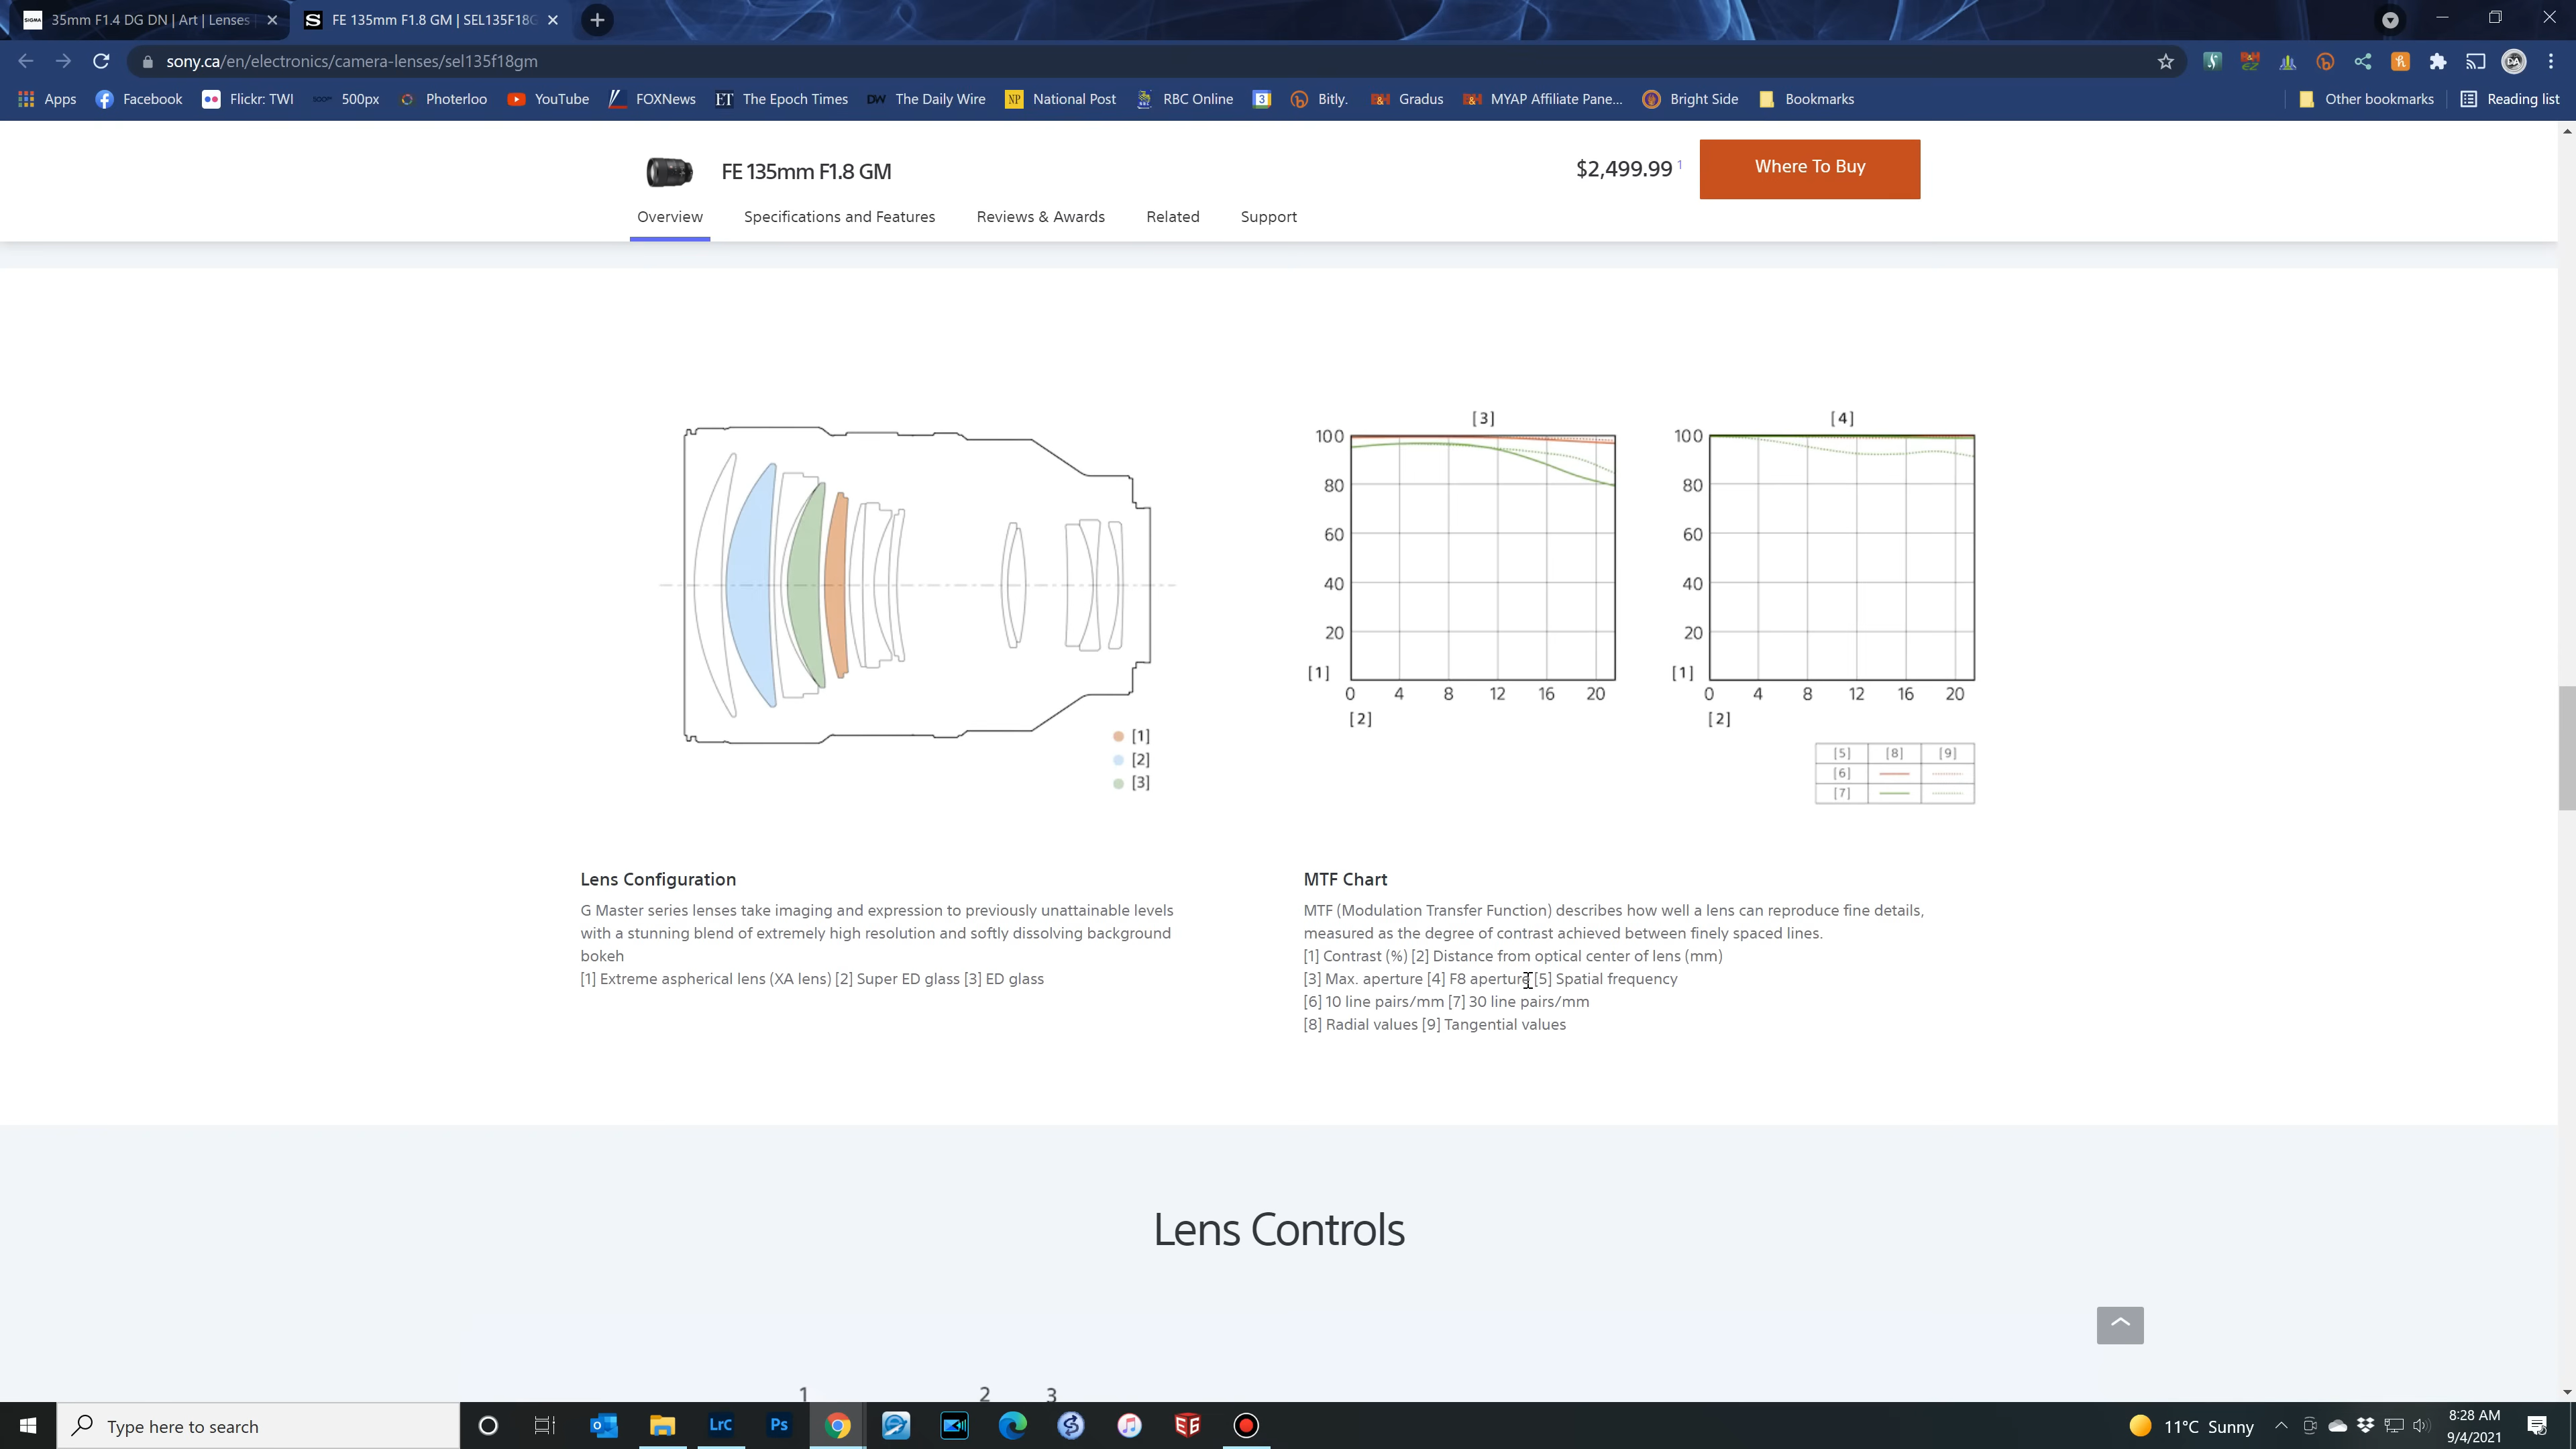 SIGMA 35mm F1.4 DG DN | Art | Lenses
S FE 135mm F1.8 GM | SEL135F18G
sony.ca/en/electronics/camera-lenses/sel135f18gm
Apps Facebook Flickr: TWI 500px Photerloo YouTube FOXNews ET The Epoch Times DW The Daily Wire NP National Post RBC Online 3 Bitly. Gradus MYAP Affiliate Pane... Bright Side Bookmarks Other bookmarks Reading list
FE 135mm F1.8 GM
$2,499.99 1
Where To Buy
Overview Specifications and Features Reviews & Awards Related Support
[1]
[2]
[3]
[3]
100
80
60
40
20
[1]
0 4 8 12 16 20
[2]
[4]
100
80
60
40
20
[1]
0 4 8 12 16 20
[2]
[5] [8] [9]
[6]
[7]
Lens Configuration
G Master series lenses take imaging and expression to previously unattainable levels
with a stunning blend of extremely high resolution and softly dissolving background
bokeh
[1] Extreme aspherical lens (XA lens) [2] Super ED glass [3] ED glass
MTF Chart
MTF (Modulation Transfer Function) describes how well a lens can reproduce fine details,
measured as the degree of contrast achieved between finely spaced lines.
[1] Contrast (%) [2] Distance from optical center of lens (mm)
[3] Max. aperture [4] F8 aperture [5] Spatial frequency
[6] 10 line pairs/mm [7] 30 line pairs/mm
[8] Radial values [9] Tangential values
Lens Controls
1 2 3
Type here to search
LrC Ps
11°C Sunny
8:28 AM
9/4/2021